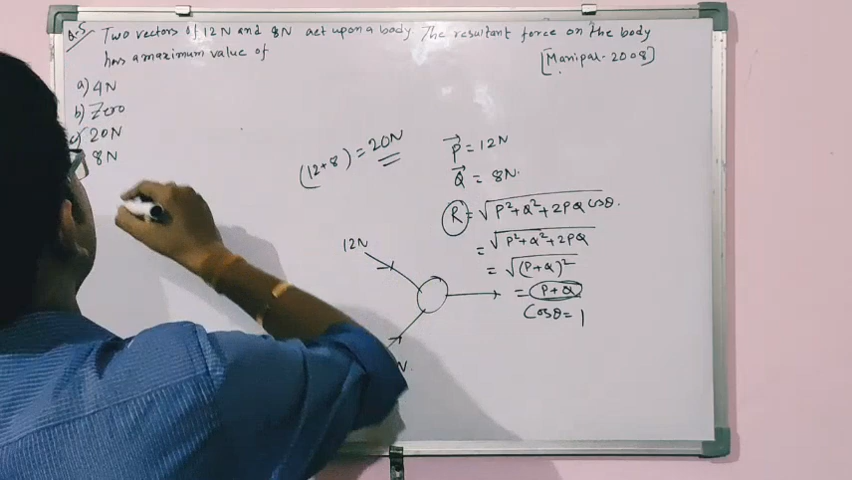 Q-5 Two vectors of 12N and 8N act upon a body. The resultant force on the body
has a maximum value of
[Manipal-2008]
a) 4N
b) Zero
c) 20N
8N
(12+8) = 20N
P⃗ = 12N
Q⃗ = 8N.
R = √P²+Q²+2PQ cosθ.
= √P²+Q²+2PQ
= √(P+Q)²
= P+Q
Cosθ = 1
12N
N.